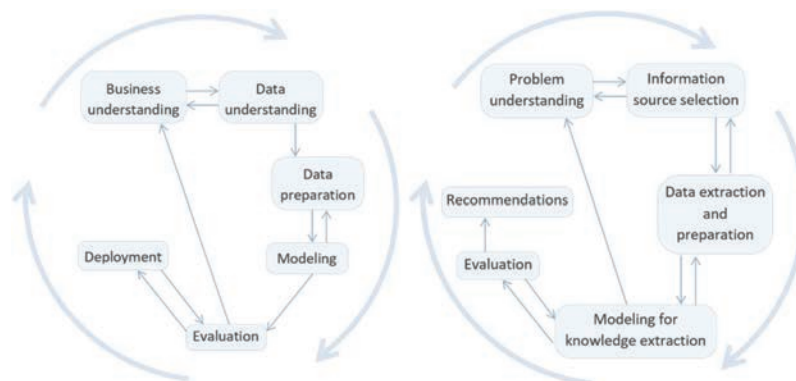 Business
understanding
Data
understanding
Data
preparation
Modeling
Deployment
Evaluation
Problem
understanding
Information
source selection
Data extraction
and
preparation
Recommendations
Evaluation
Modeling for
knowledge extraction